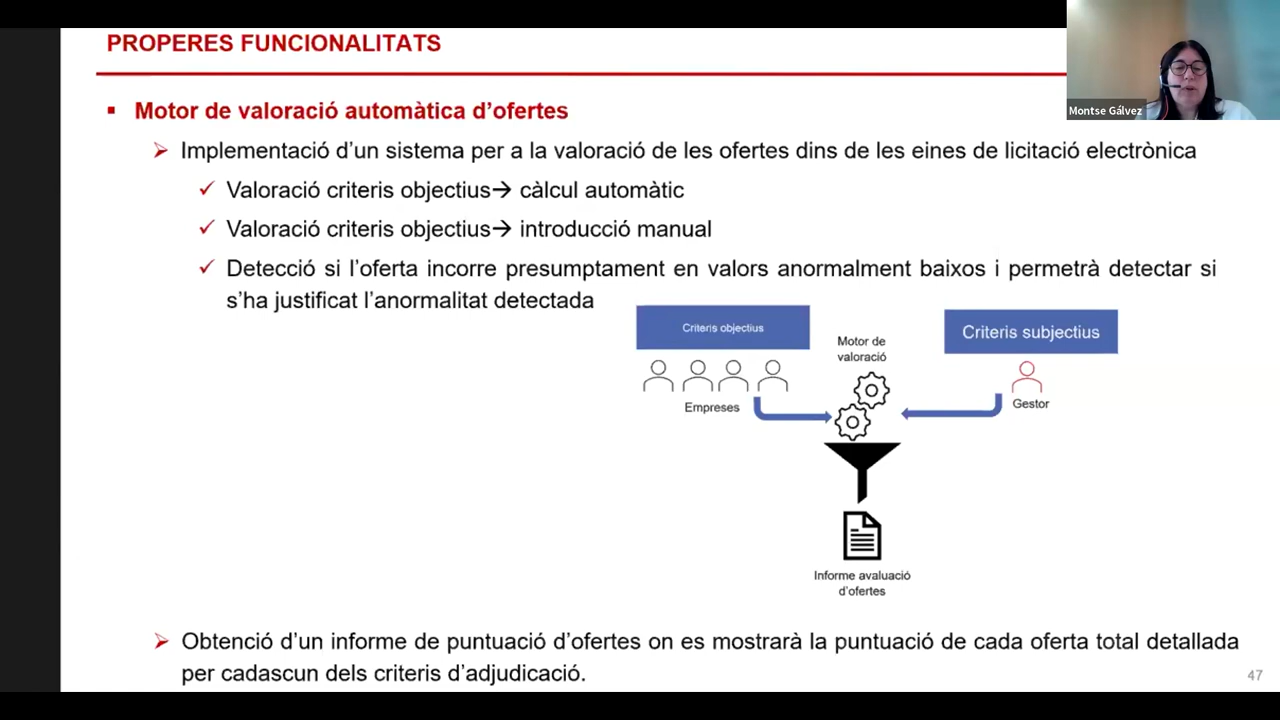 PROPERES FUNCIONALITATS
Montse Gálvez
▪ Motor de valoració automàtica d’ofertes
➢ Implementació d’un sistema per a la valoració de les ofertes dins de les eines de licitació electrònica
✓ Valoració criteris objectius→ càlcul automàtic
✓ Valoració criteris objectius→ introducció manual
✓ Detecció si l’oferta incorre presumptament en valors anormalment baixos i permetrà detectar si
s’ha justificat l’anormalitat detectada
Criteris objectius
Empreses
Motor de
valoració
Criteris subjectius
Gestor
Informe avaluació
d’ofertes
➢ Obtenció d’un informe de puntuació d’ofertes on es mostrarà la puntuació de cada oferta total detallada
per cadascun dels criteris d’adjudicació.
47